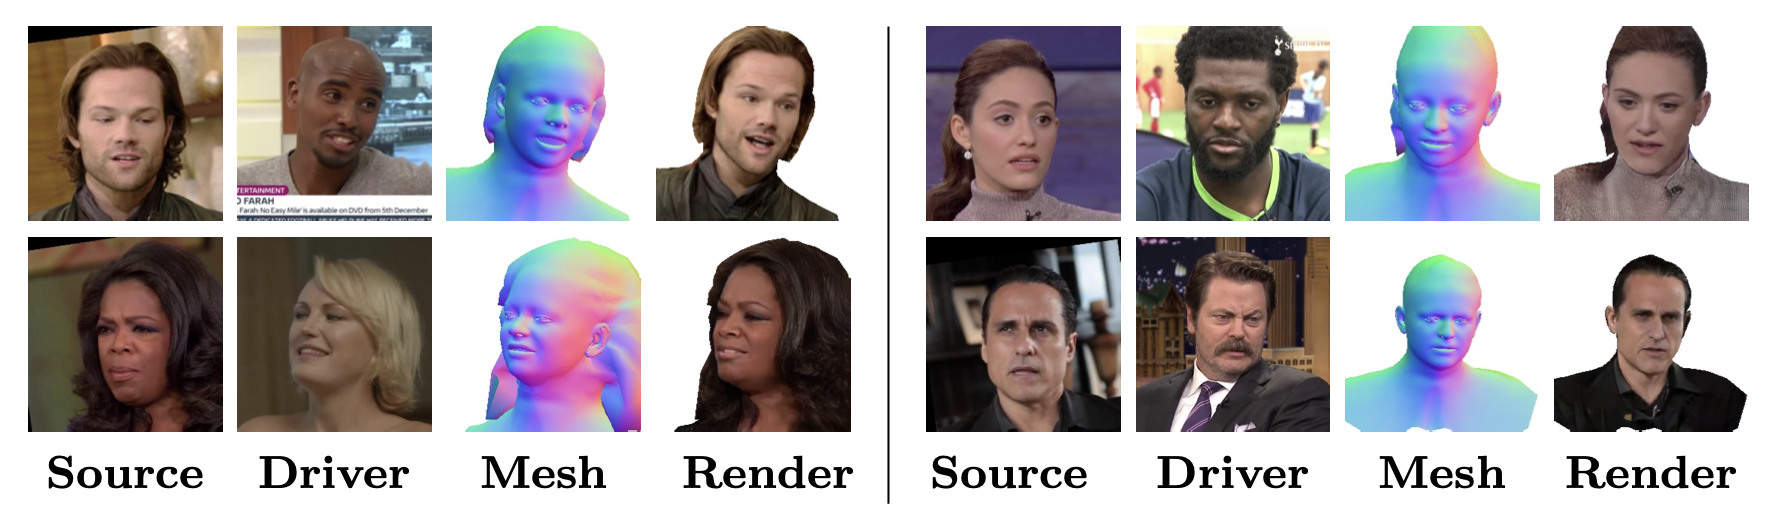 ENTERTAINMENT
O FARAH
Farah: No Easy Mile' is available on DVD from 5th December
Source Driver Mesh Render Source Driver Mesh Render